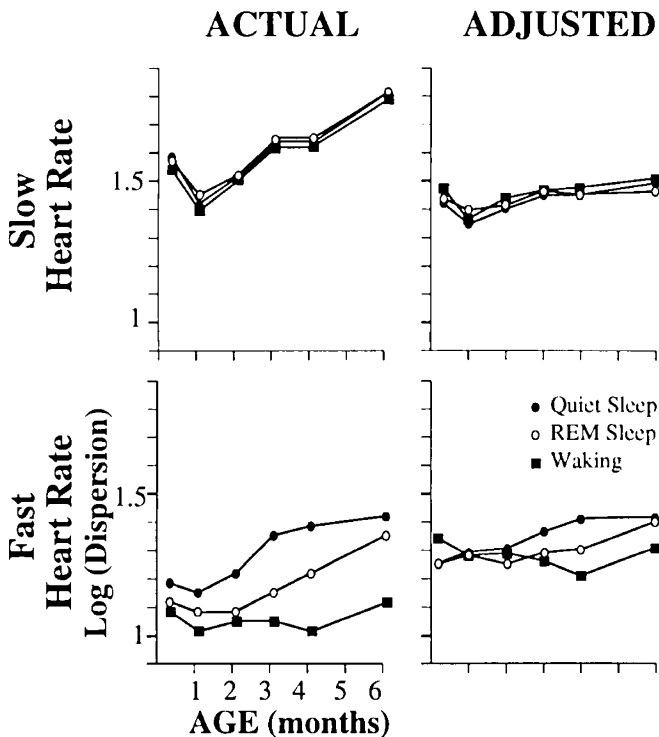 ACTUAL
ADJUSTED
Slow
Heart Rate
1.5
1
Fast
Heart Rate
Log (Dispersion)
1.5
1
Quiet Sleep
REM Sleep
Waking
1 2 3 4 5 6
AGE (months)